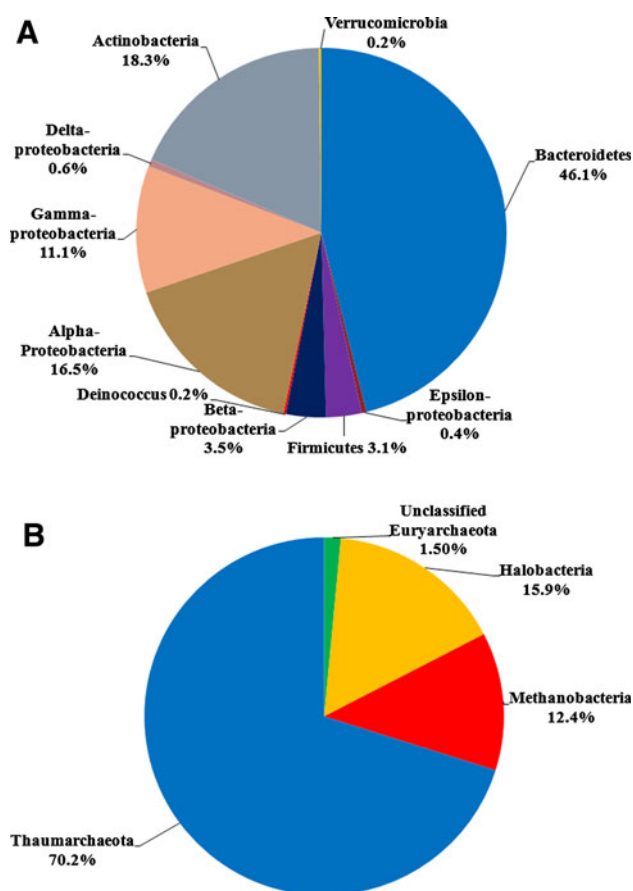 A
Verrucomicrobia
0.2%
Actinobacteria
18.3%
Bacteroidetes
46.1%
Delta-
proteobacteria
0.6%
Gamma-
proteobacteria
11.1%
Alpha-
Proteobacteria
16.5%
Deinococcus 0.2%
Beta-
proteobacteria
3.5%
Firmicutes 3.1%
Epsilon-
proteobacteria
0.4%
B
Unclassified
Euryarchaeota
1.50%
Halobacteria
15.9%
Methanobacteria
12.4%
Thaumarchaeota
70.2%